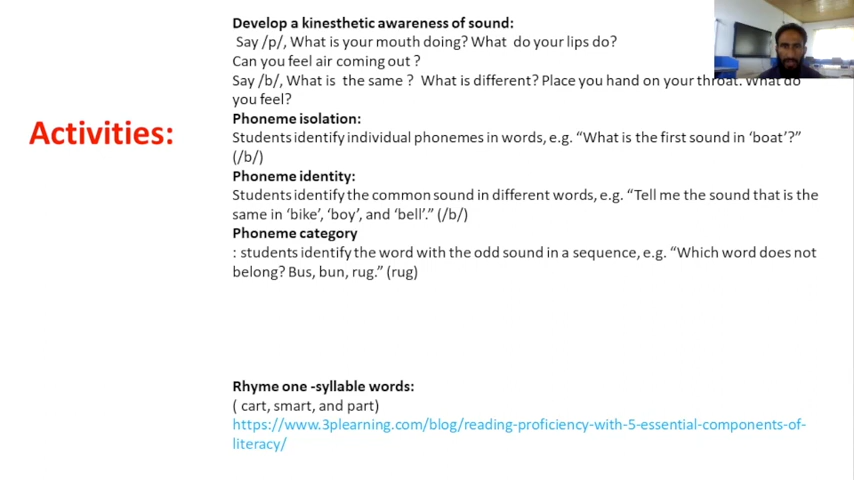 Develop a kinesthetic awareness of sound:
Say /p/, What is your mouth doing? What do your lips do?
Can you feel air coming out ?
Say /b/, What is the same ? What is different? Place you hand on your throat. What do
you feel?
Activities:
Phoneme isolation:
Students identify individual phonemes in words, e.g. “What is the first sound in ‘boat’?”
(/b/)
Phoneme identity:
Students identify the common sound in different words, e.g. “Tell me the sound that is the
same in ‘bike’, ‘boy’, and ‘bell’.” (/b/)
Phoneme category
: students identify the word with the odd sound in a sequence, e.g. “Which word does not
belong? Bus, bun, rug.” (rug)
Rhyme one -syllable words:
( cart, smart, and part)
https://www.3plearning.com/blog/reading-proficiency-with-5-essential-components-of-
literacy/